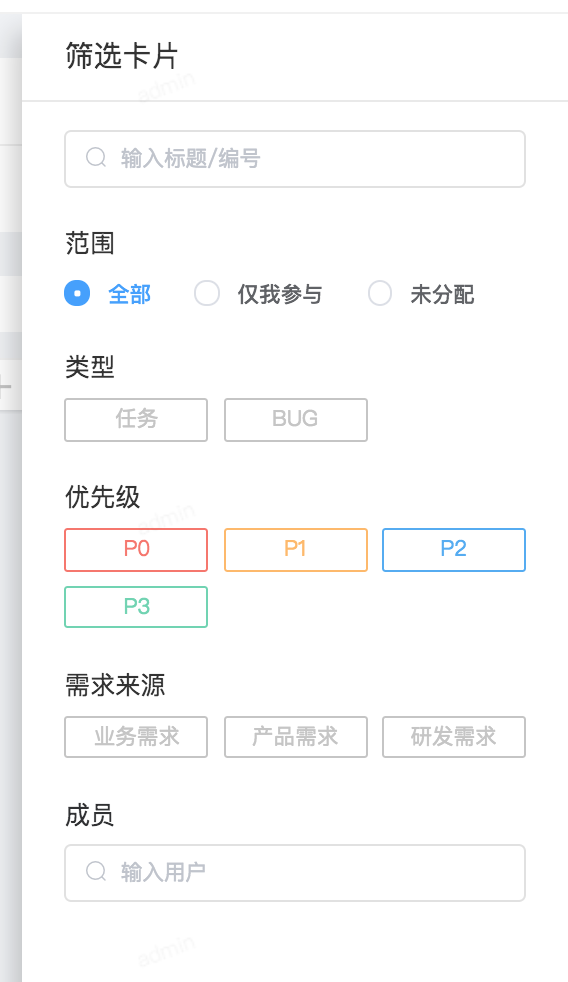 筛选卡片
admin
输入标题/编号
范围
全部 仅我参与 未分配
类型
任务 BUG
优先级
admin
P0 P1 P2
P3
需求来源
业务需求 产品需求 研发需求
成员
输入用户
admin